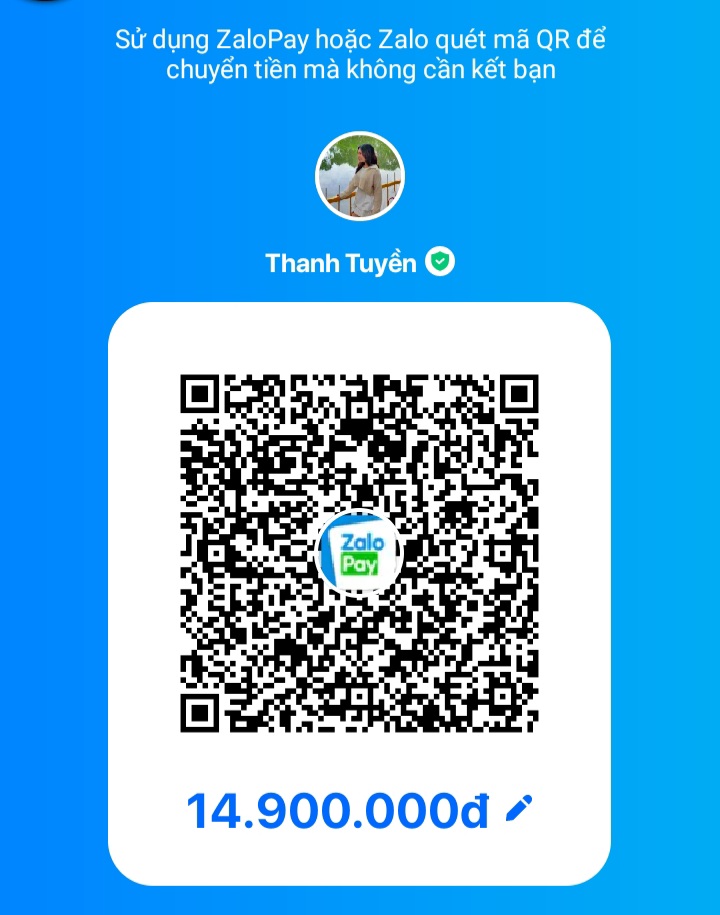 Sử dụng ZaloPay hoặc Zalo quét mã QR để
chuyển tiền mà không cần kết bạn
Thanh Tuyền
Zalo
Pay
14.900.000đ